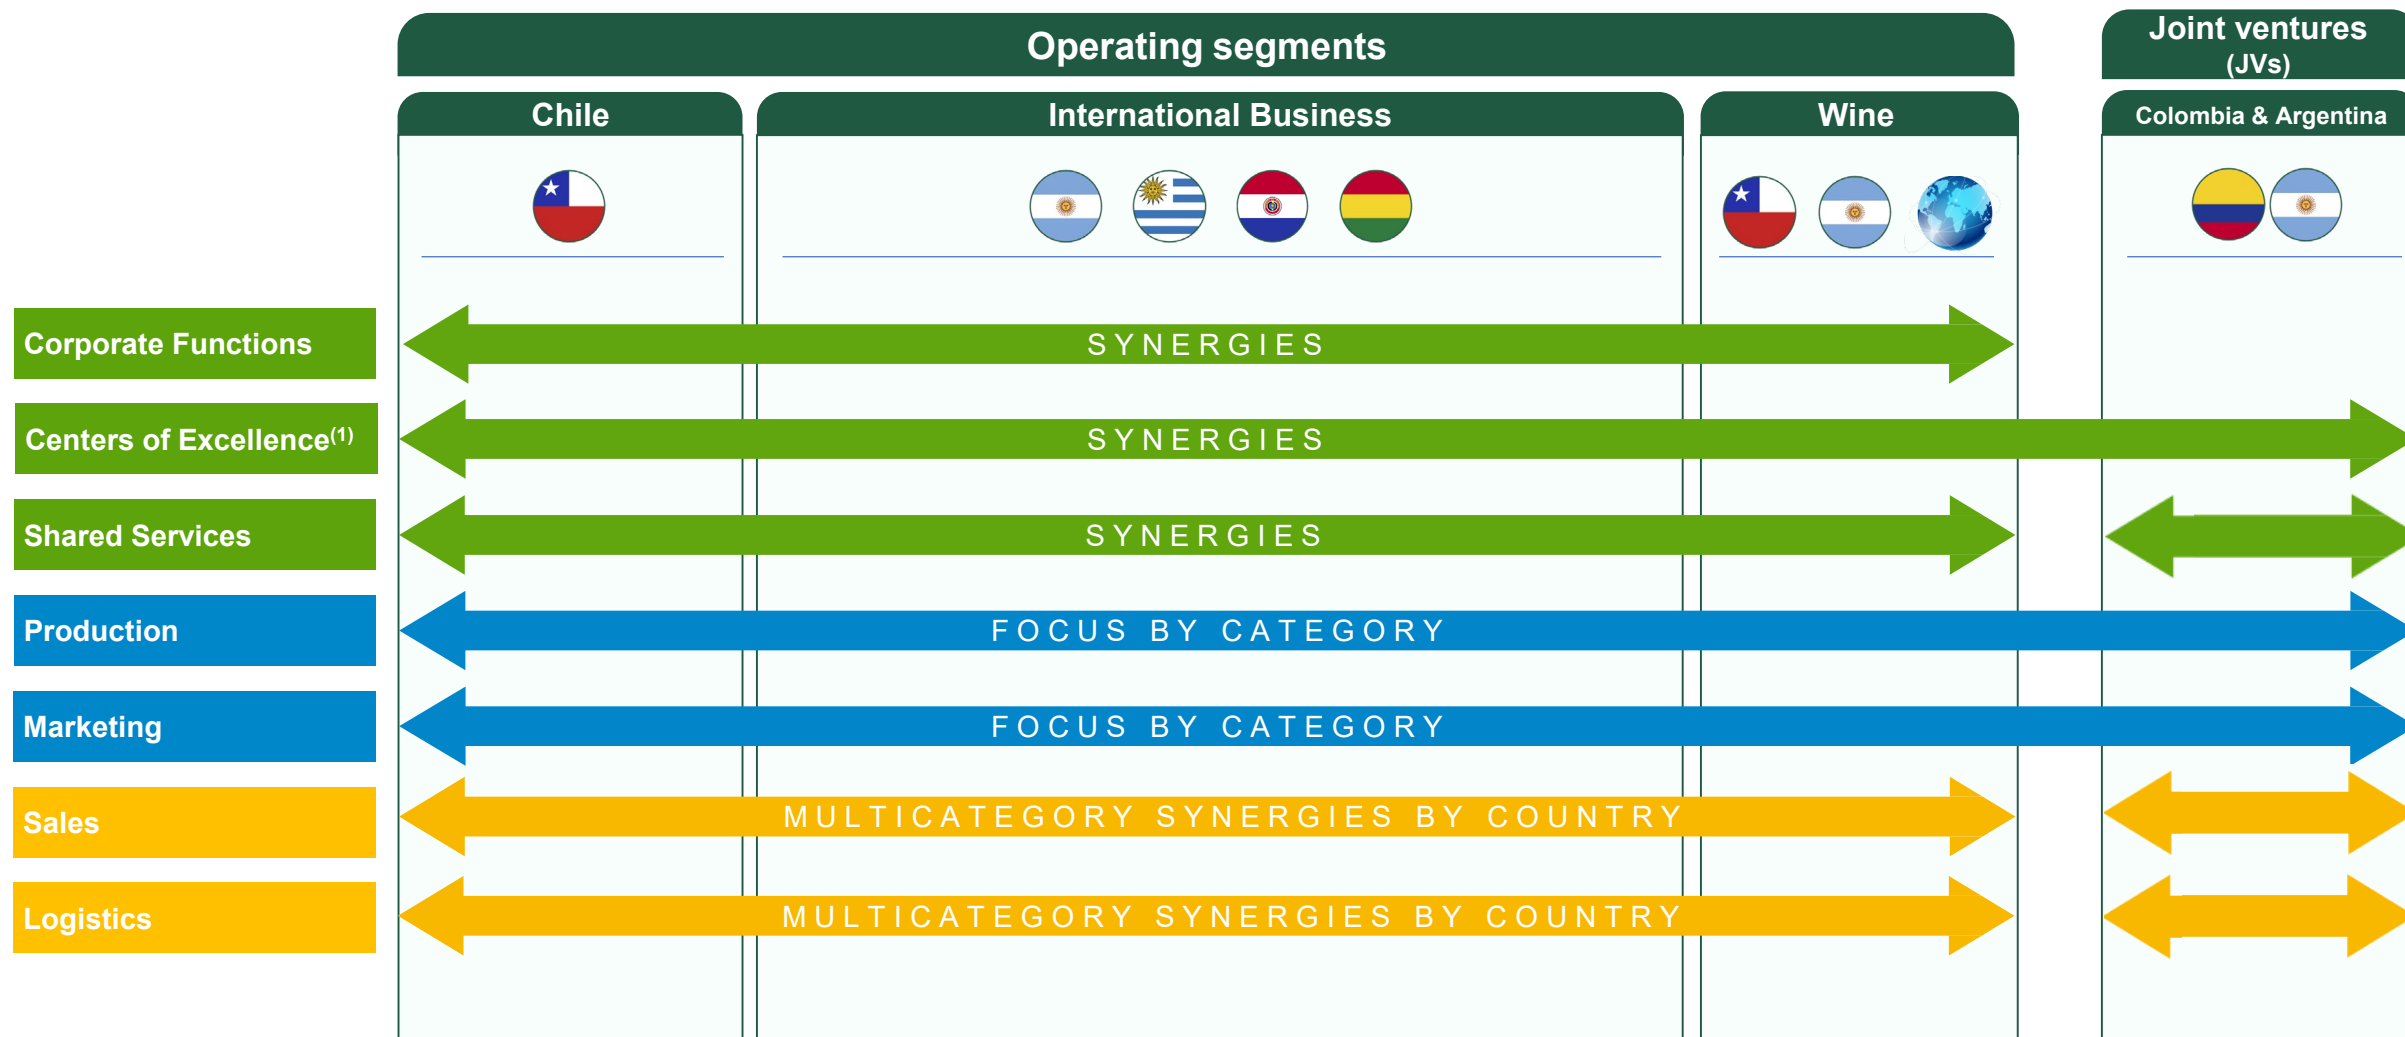 Operating segments
Joint ventures
(JVs)
Chile
International Business
Wine
Colombia & Argentina
Corporate Functions
SYNERGIES
Centers of Excellence(1)
SYNERGIES
Shared Services
SYNERGIES
Production
FOCUS BY CATEGORY
Marketing
FOCUS BY CATEGORY
Sales
MULTICATEGORY SYNERGIES BY COUNTRY
Logistics
MULTICATEGORY SYNERGIES BY COUNTRY